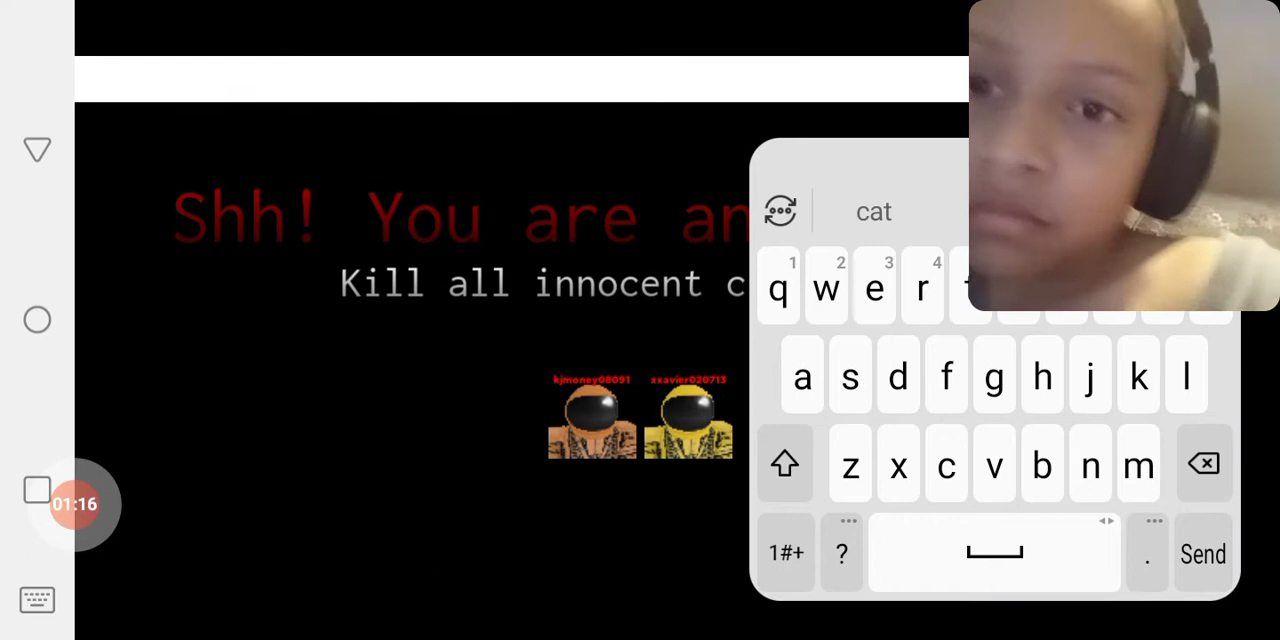 Shh! You are an
Kill all innocent c
kjmoney08091 xxavier020713
cat
1 2 3 4
q w e r
a s d f g h j k l
z x c v b n m
1#+ ? . Send
01:16